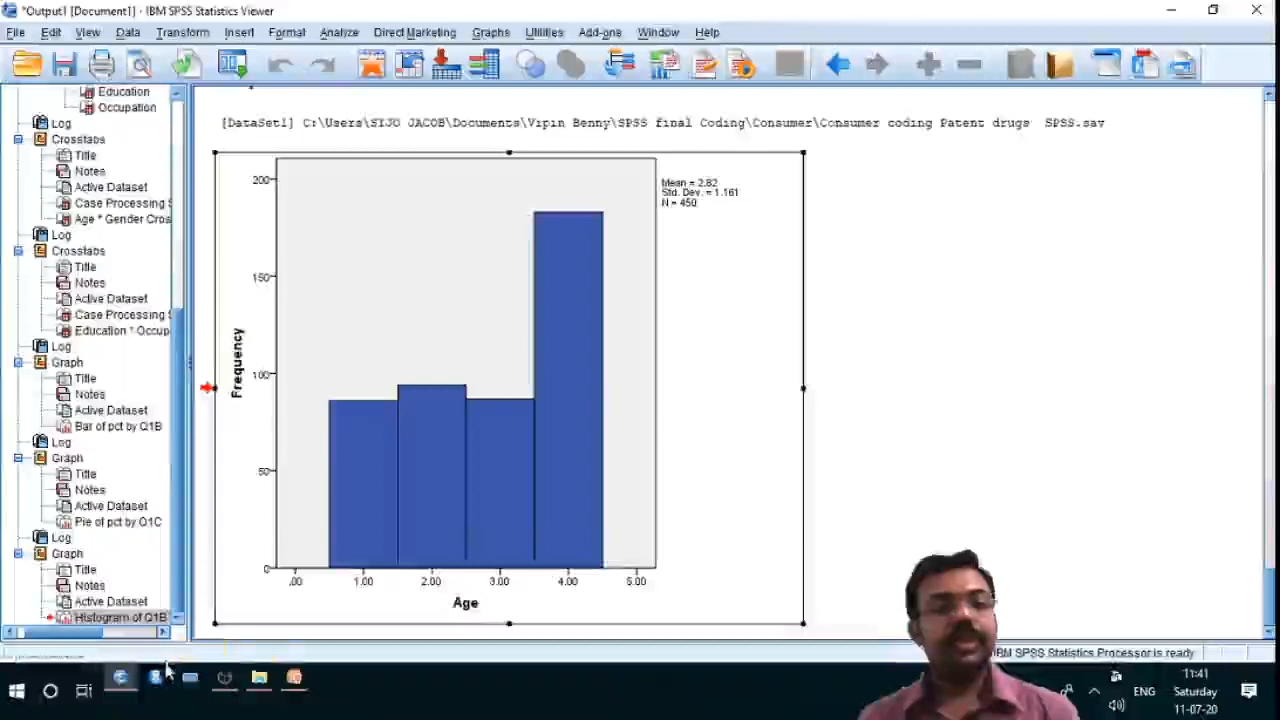 *Output1 [Document1] - IBM SPSS Statistics Viewer
File Edit View Data Transform Insert Format Analyze Direct Marketing Graphs Utilities Add-ons Window Help
Education
Occupation
Log
Crosstabs
Title
Notes
Active Dataset
Case Processing S
Age * Gender Cros
Log
Crosstabs
Title
Notes
Active Dataset
Case Processing S
Education * Occup
Log
Graph
Title
Notes
Active Dataset
Bar of pct by Q1B
Log
Graph
Title
Notes
Active Dataset
Pie of pct by Q1C
Log
Graph
Title
Notes
Active Dataset
Histogram of Q1B
[DataSet1] C:\Users\SIJO JACOB\Documents\Vipin Benny\SPSS final Coding\Consumer\Consumer coding Patent drugs SPSS.sav
Mean = 2.82
Std. Dev. = 1.161
N = 450
Frequency
200
150
100
50
0
.00 1.00 2.00 3.00 4.00 5.00
Age
IBM SPSS Statistics Processor is ready
ENG
11:41
Saturday
11-07-20